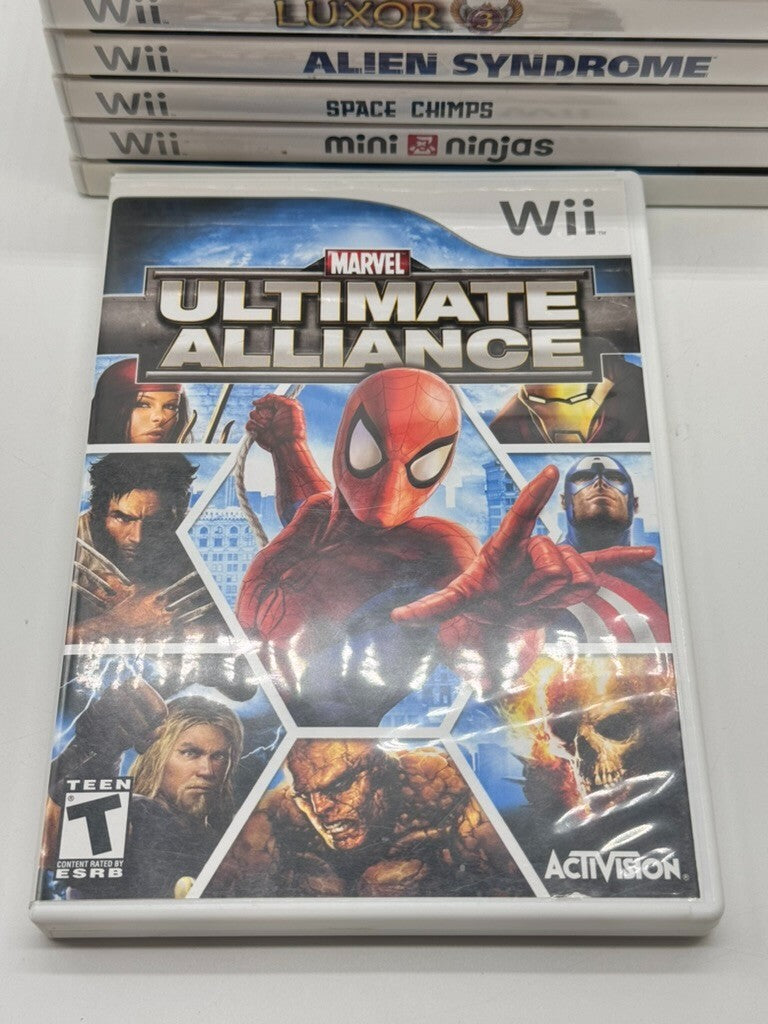 Wii LUXOR 3
Wii ALIEN SYNDROME
Wii SPACE CHIMPS
Wii mini ninjas
Wii™
MARVEL
ULTIMATE
ALLIANCE
TEEN
T
CONTENT RATED BY
ESRB
ACTIVISION®